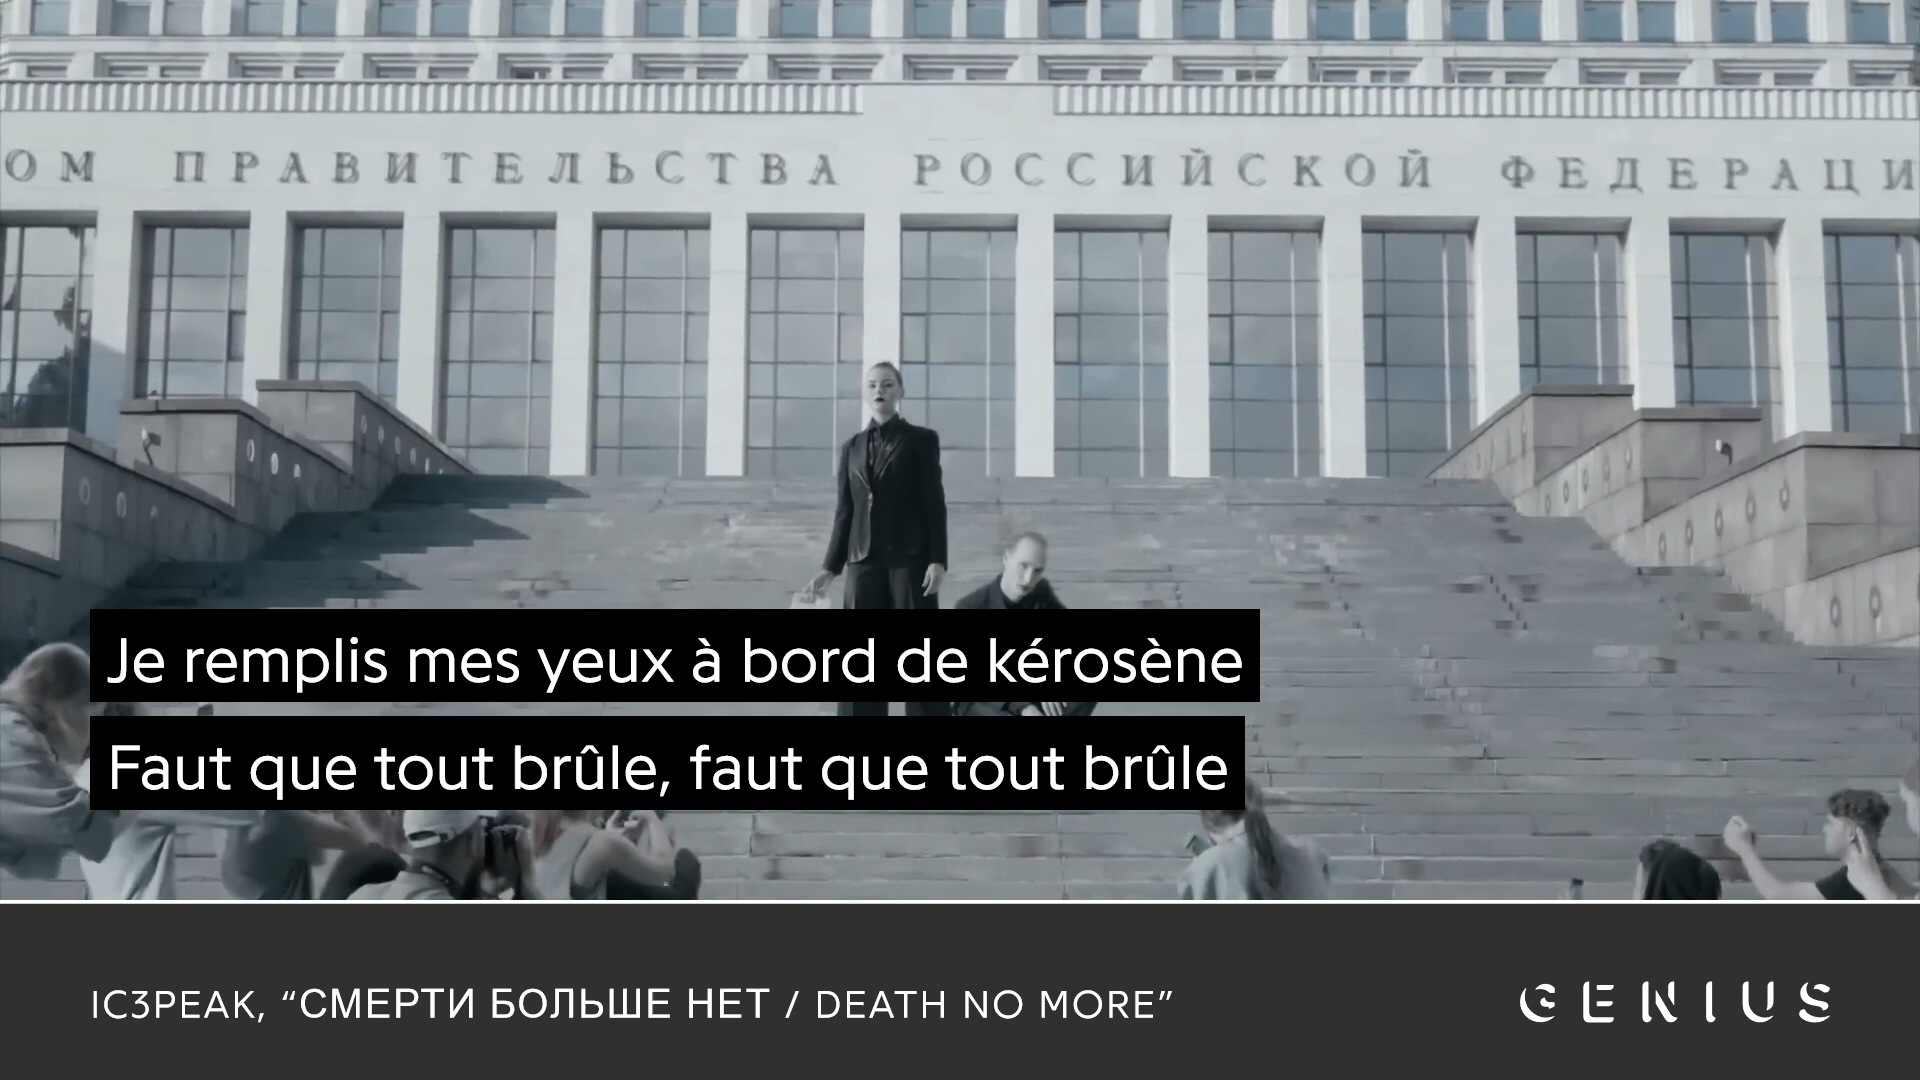 ОМ ПРАВИТЕЛЬСТВА РОССИЙСКОЙ ФЕДЕРАЦИ
Je remplis mes yeux à bord de kérosène
Faut que tout brûle, faut que tout brûle
IC3PEAK, “СМЕРТИ БОЛЬШЕ НЕТ / DEATH NO MORE”
GENIUS